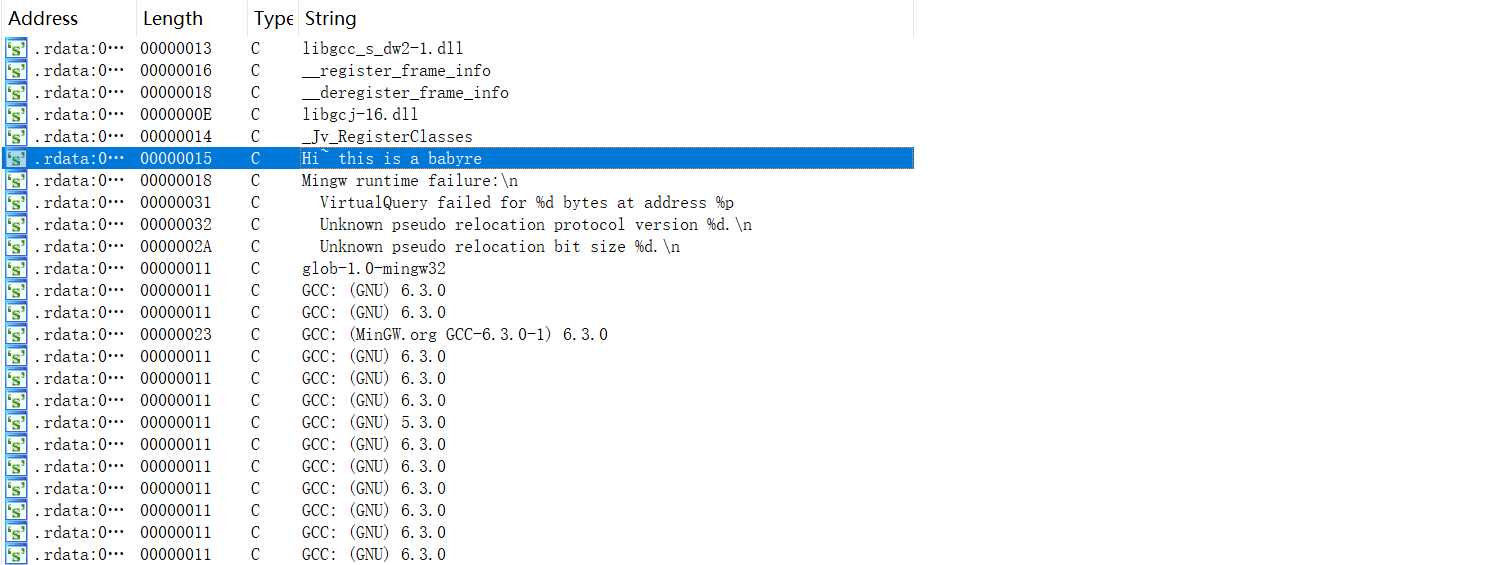 Address Length Type String
.rdata:0… 00000013 C libgcc_s_dw2-1.dll
.rdata:0… 00000016 C __register_frame_info
.rdata:0… 00000018 C __deregister_frame_info
.rdata:0… 0000000E C libgcj-16.dll
.rdata:0… 00000014 C _Jv_RegisterClasses
.rdata:0… 00000015 C Hi~ this is a babyre
.rdata:0… 00000018 C Mingw runtime failure:\n
.rdata:0… 00000031 C VirtualQuery failed for %d bytes at address %p
.rdata:0… 00000032 C Unknown pseudo relocation protocol version %d.\n
.rdata:0… 0000002A C Unknown pseudo relocation bit size %d.\n
.rdata:0… 00000011 C glob-1.0-mingw32
.rdata:0… 00000011 C GCC: (GNU) 6.3.0
.rdata:0… 00000011 C GCC: (GNU) 6.3.0
.rdata:0… 00000023 C GCC: (MinGW.org GCC-6.3.0-1) 6.3.0
.rdata:0… 00000011 C GCC: (GNU) 6.3.0
.rdata:0… 00000011 C GCC: (GNU) 6.3.0
.rdata:0… 00000011 C GCC: (GNU) 6.3.0
.rdata:0… 00000011 C GCC: (GNU) 5.3.0
.rdata:0… 00000011 C GCC: (GNU) 6.3.0
.rdata:0… 00000011 C GCC: (GNU) 6.3.0
.rdata:0… 00000011 C GCC: (GNU) 6.3.0
.rdata:0… 00000011 C GCC: (GNU) 6.3.0
.rdata:0… 00000011 C GCC: (GNU) 6.3.0
.rdata:0… 00000011 C GCC: (GNU) 6.3.0